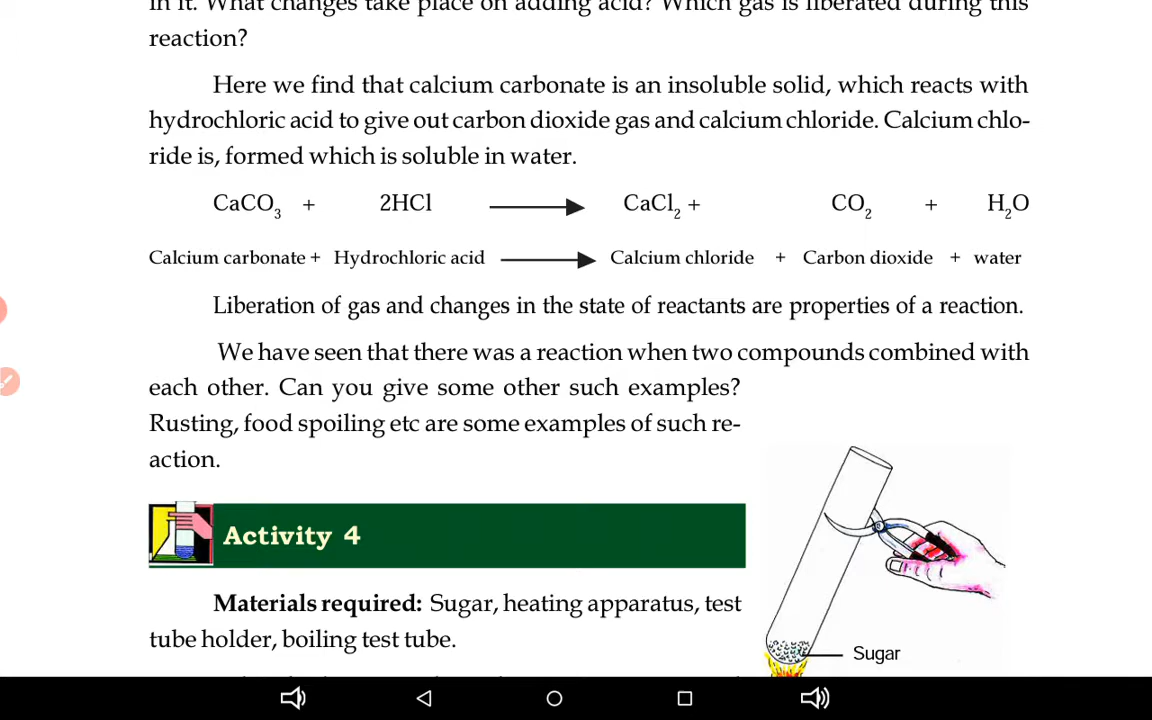 in it. What changes take place on adding acid? Which gas is liberated during this
reaction?
Here we find that calcium carbonate is an insoluble solid, which reacts with
hydrochloric acid to give out carbon dioxide gas and calcium chloride. Calcium chlo-
ride is, formed which is soluble in water.
CaCO₃ + 2HCl ⟶ CaCl₂ + CO₂ + H₂O
Calcium carbonate + Hydrochloric acid ⟶ Calcium chloride + Carbon dioxide + water
Liberation of gas and changes in the state of reactants are properties of a reaction.
We have seen that there was a reaction when two compounds combined with
each other. Can you give some other such examples?
Rusting, food spoiling etc are some examples of such re-
action.
Activity 4
Materials required: Sugar, heating apparatus, test
tube holder, boiling test tube.
Sugar